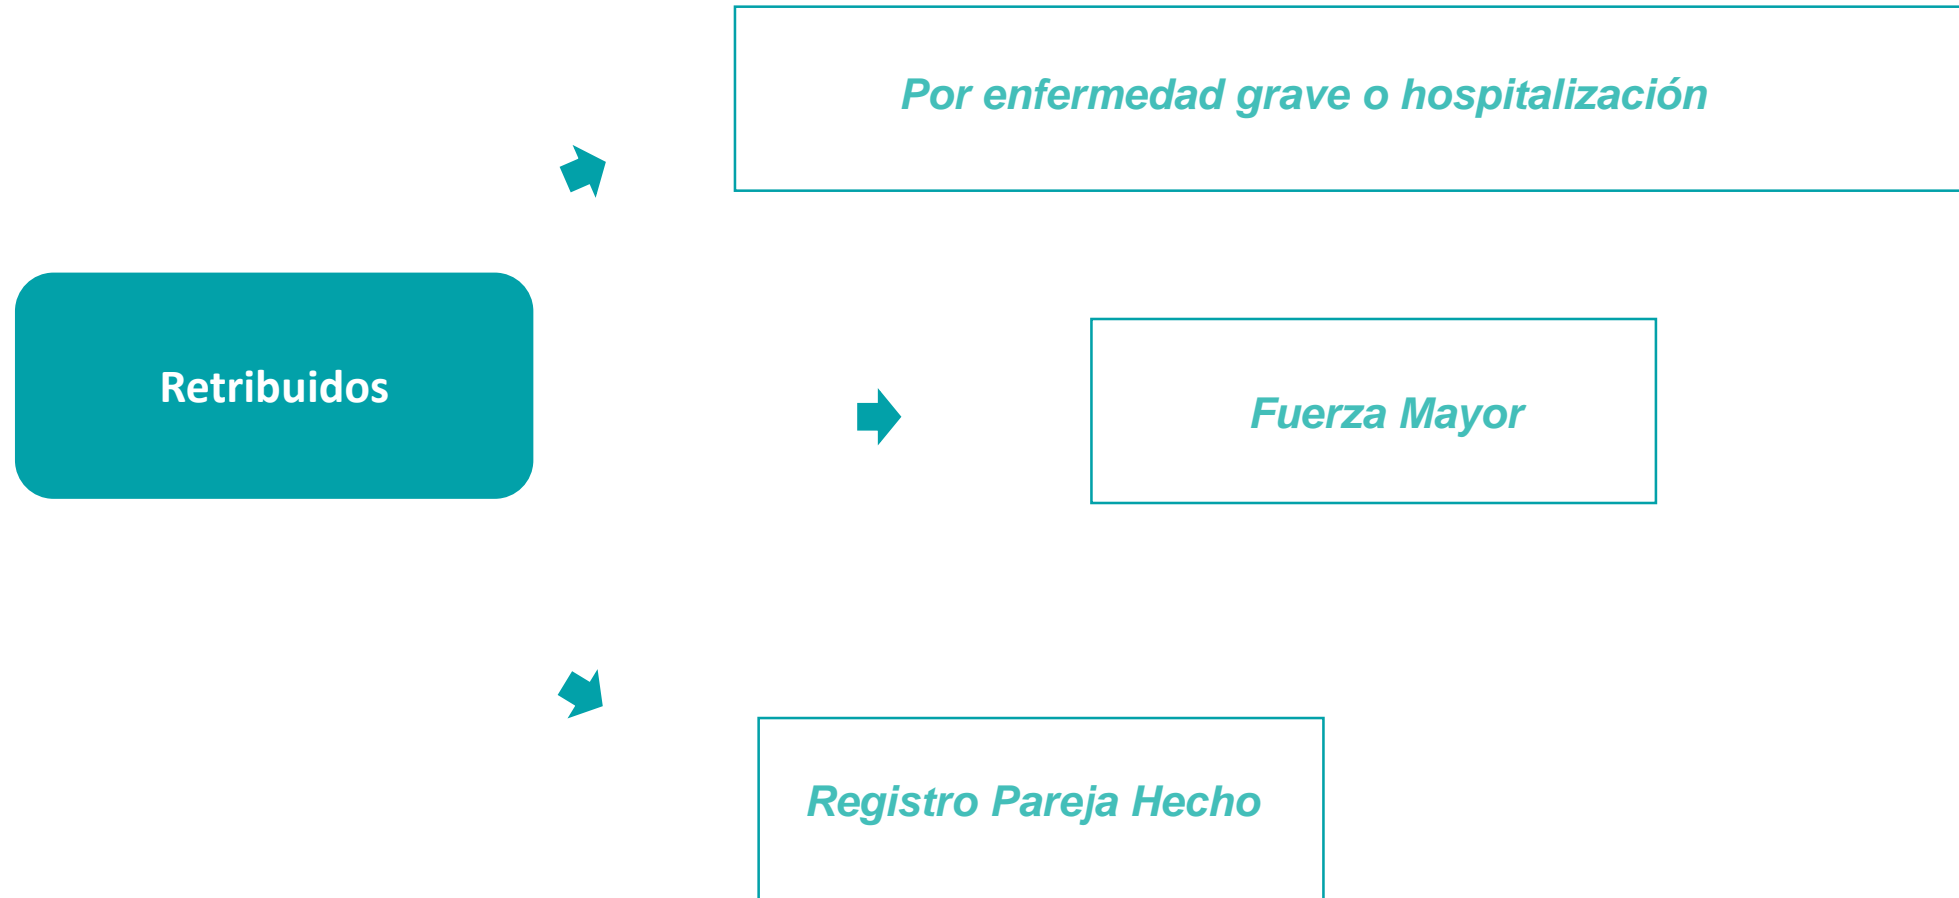 Por enfermedad grave o hospitalización
Retribuidos
Fuerza Mayor
Registro Pareja Hecho